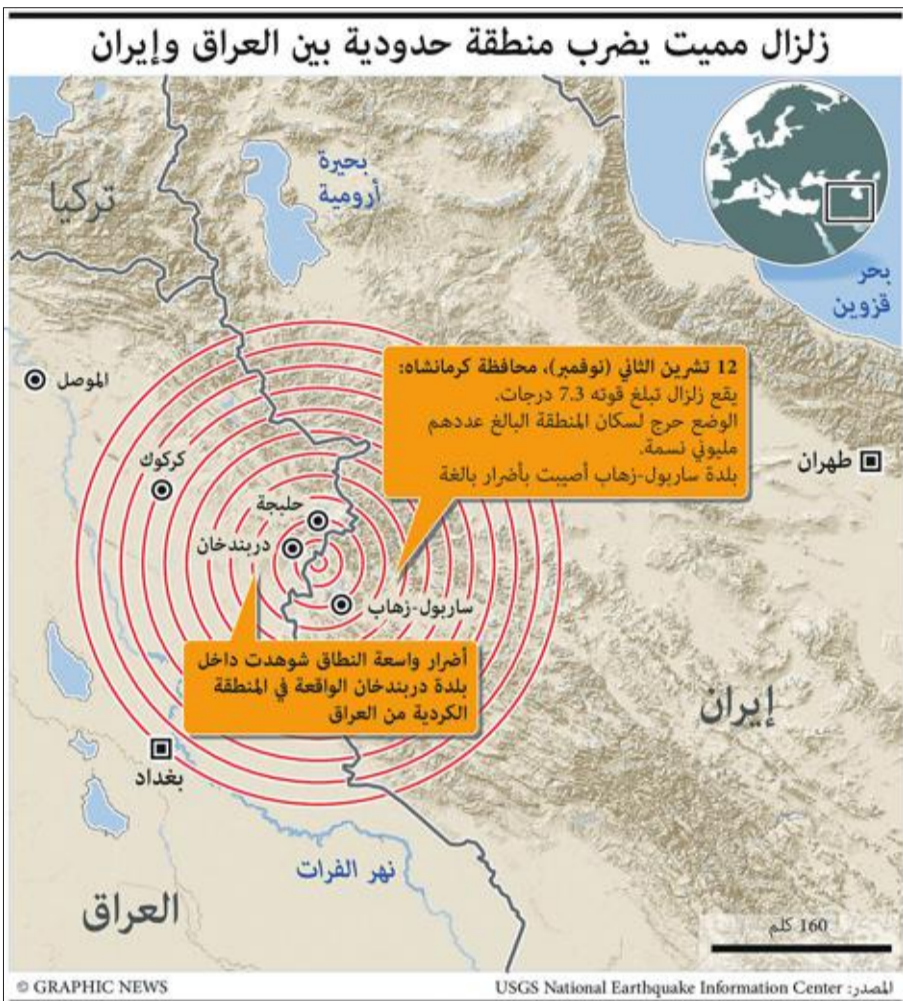 زلزال مميت يضرب منطقة حدودية بين العراق وإيران
تركيا
بحيرة
أرومية
بحر
قزوين
12 تشرين الثاني (نوفمبر)، محافظة كرمانشاه:
يقع زلزال تبلغ قوته 7.3 درجات.
الوضع حرج لسكان المنطقة البالغ عددهم
مليوني نسمة.
بلدة ساربول-زهاب أصيبت بأضرار بالغة
الموصل
كركوك
طهران
حلبجة
دربندخان
ساربول-زهاب
أضرار واسعة النطاق شوهدت داخل
بلدة دربندخان الواقعة في المنطقة
الكردية من العراق
إيران
بغداد
نهر الفرات
العراق
160 كلم
المصدر: USGS National Earthquake Information Center
© GRAPHIC NEWS